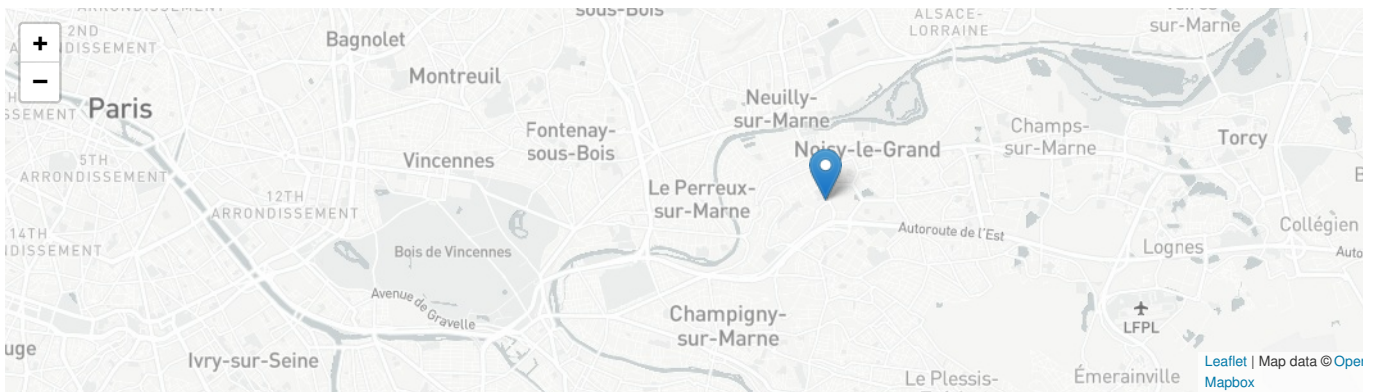 sous-Bois
ALSACE-
LORRAINE
sur-Marne
+
2ND
ARRONDISSEMENT
Bagnolet
−
Montreuil
Paris
Neuilly-
sur-Marne
Champs-
sur-Marne
Torcy
Fontenay-
sous-Bois
Noisy-le-Grand
Vincennes
5TH
ARRONDISSEMENT
Le Perreux-
sur-Marne
12TH
ARRONDISSEMENT
14TH
Collégien
Autoroute de l'Est
Lognes
Bois de Vincennes
Auto
Avenue de Gravelle
Champigny-
sur-Marne
LFPL
uge
Ivry-sur-Seine
Le Plessis-
Émerainville
Leaflet | Map data © Ope
Mapbox